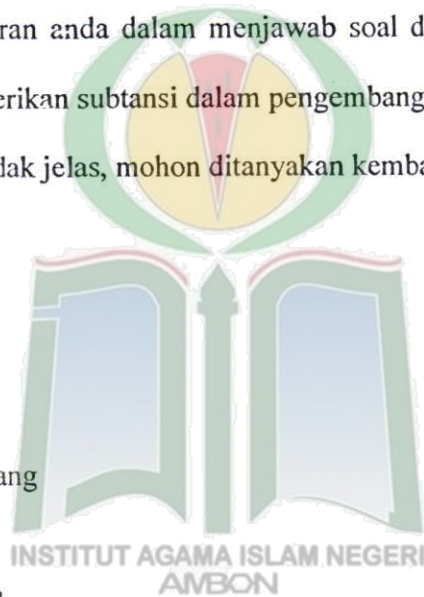 ran anda dalam menjawab soal d
erikan subtansi dalam pengembang
dak jelas, mohon ditanyakan kemba
ang
INSTITUT AGAMA ISLAM NEGERI
AMBON